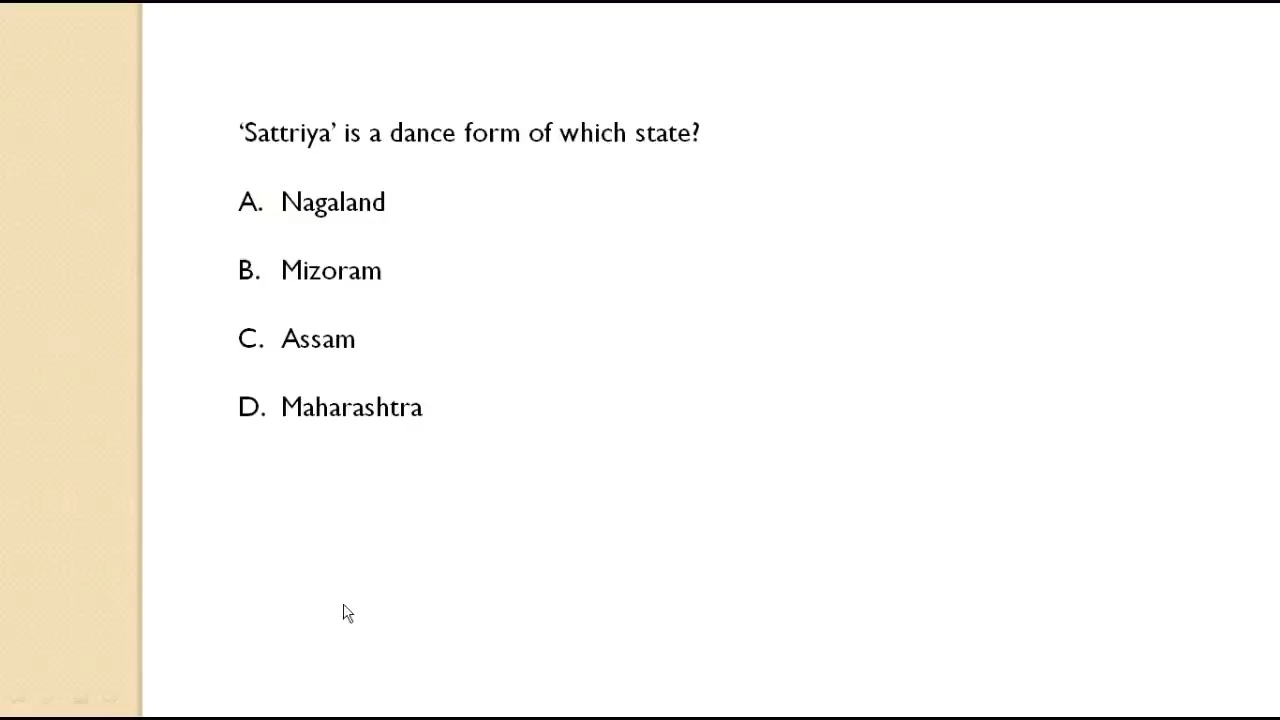 ‘Sattriya’ is a dance form of which state?
A. Nagaland
B. Mizoram
C. Assam
D. Maharashtra